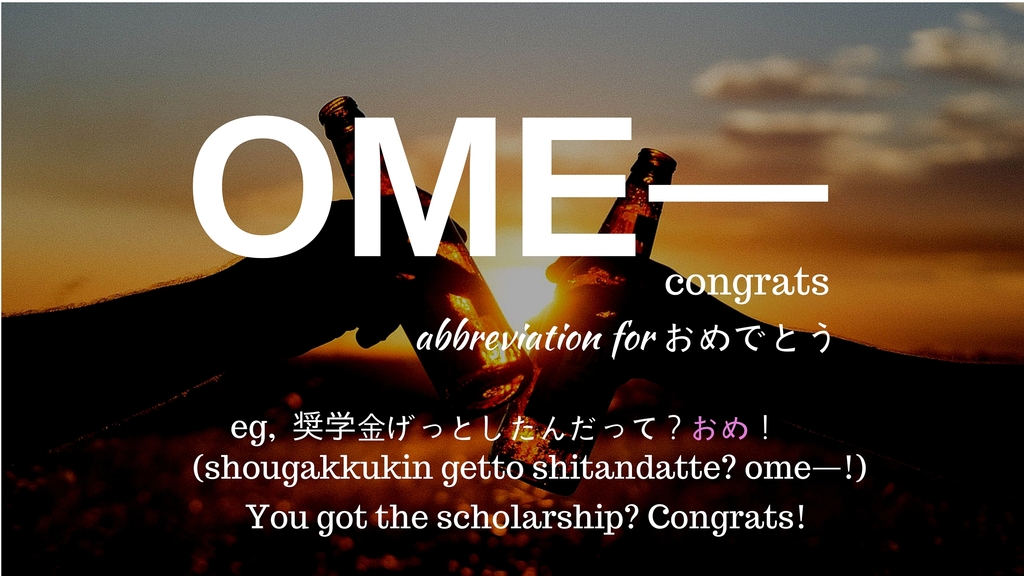 OME—
congrats
abbreviation for おめでとう
eg, 奨学金げっとしたんだって？おめ！
(shougakkukin getto shitandatte? ome—!)
You got the scholarship? Congrats!